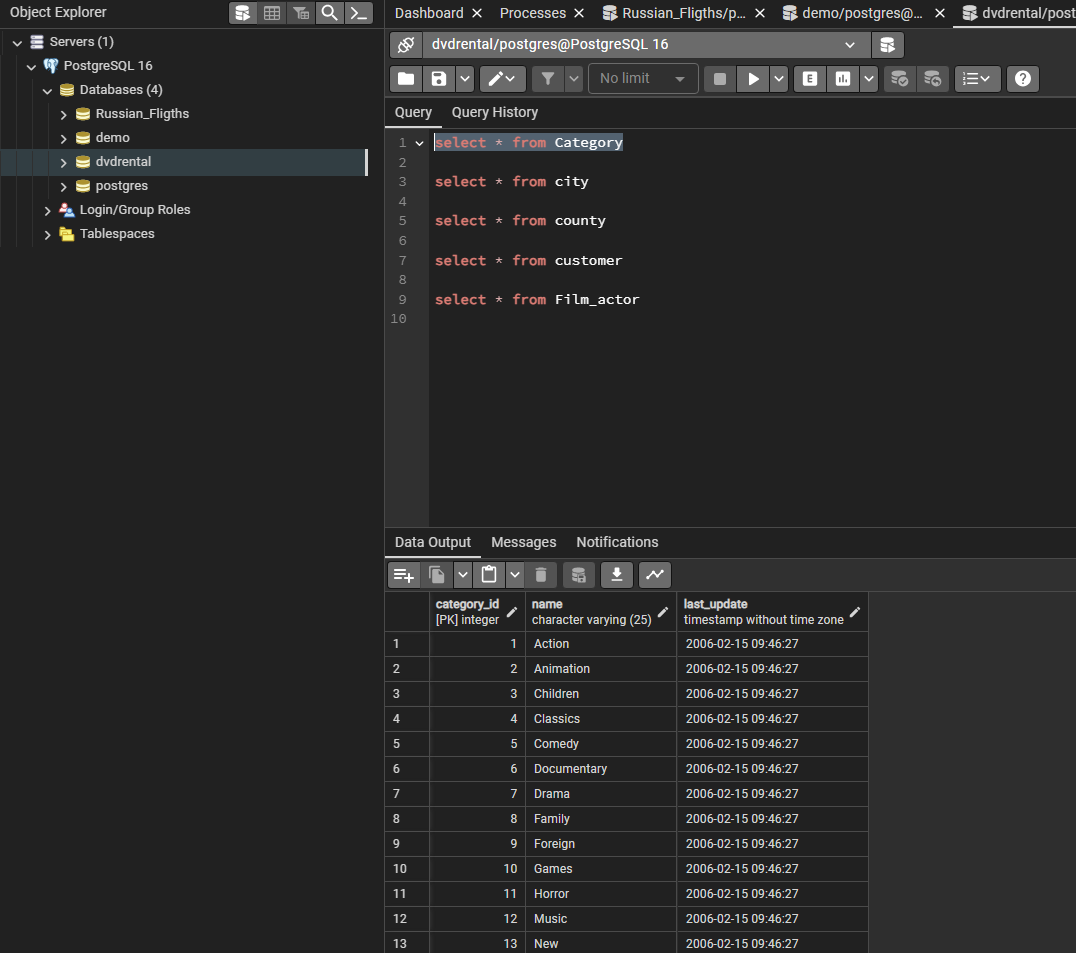 Object Explorer
Servers (1)
PostgreSQL 16
Databases (4)
Russian_Fligths
demo
dvdrental
postgres
Login/Group Roles
Tablespaces
Dashboard Processes Russian_Fligths/p... demo/postgres@... dvdrental/post
dvdrental/postgres@PostgreSQL 16
No limit E
Query Query History
1 select * from Category
2
3 select * from city
4
5 select * from county
6
7 select * from customer
8
9 select * from Film_actor
10
Data Output Messages Notifications
category_id name last_update
[PK] integer character varying (25) timestamp without time zone
1 1 Action 2006-02-15 09:46:27
2 2 Animation 2006-02-15 09:46:27
3 3 Children 2006-02-15 09:46:27
4 4 Classics 2006-02-15 09:46:27
5 5 Comedy 2006-02-15 09:46:27
6 6 Documentary 2006-02-15 09:46:27
7 7 Drama 2006-02-15 09:46:27
8 8 Family 2006-02-15 09:46:27
9 9 Foreign 2006-02-15 09:46:27
10 10 Games 2006-02-15 09:46:27
11 11 Horror 2006-02-15 09:46:27
12 12 Music 2006-02-15 09:46:27
13 13 New 2006-02-15 09:46:27